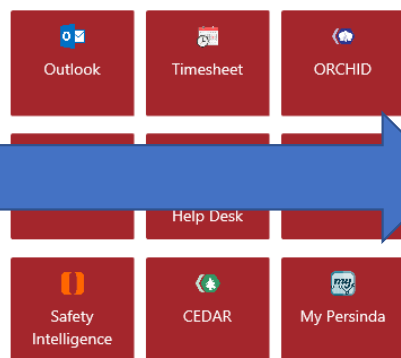 Outlook
Timesheet
ORCHID
Help Desk
Safety
Intelligence
CEDAR
My Persinda